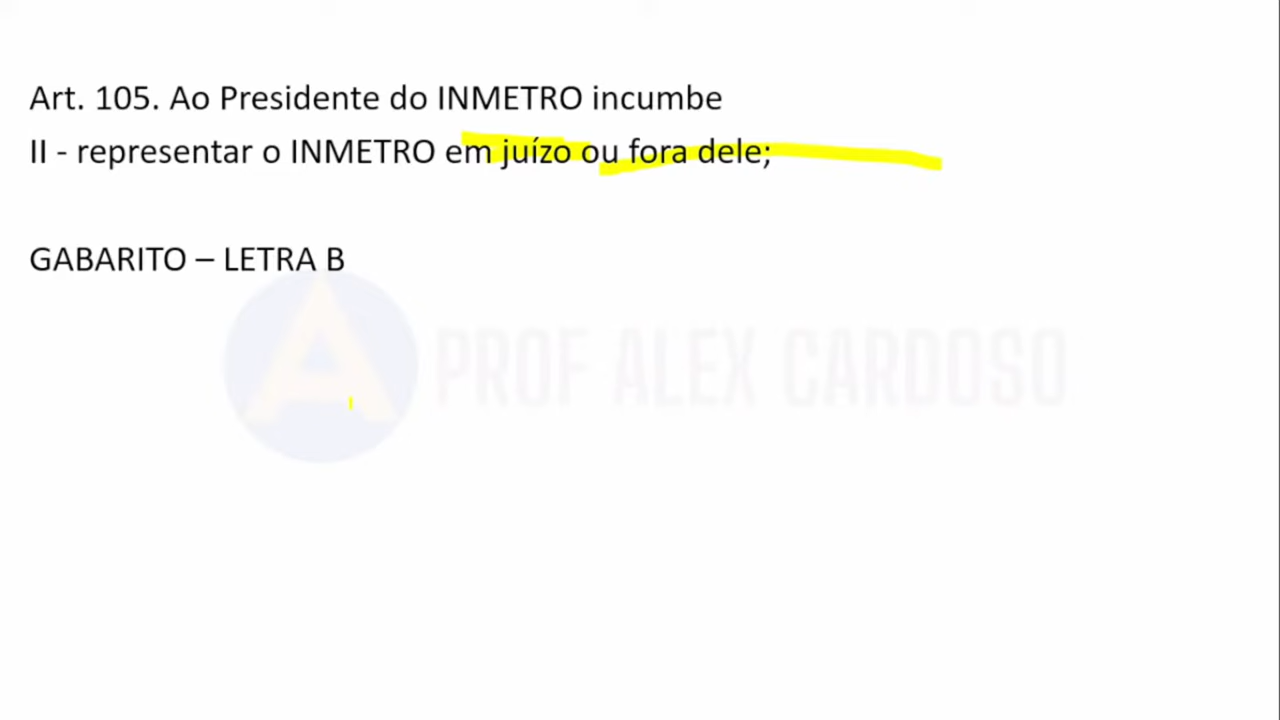 Art. 105. Ao Presidente do INMETRO incumbe
II - representar o INMETRO em juízo ou fora dele;
GABARITO – LETRA B
A PROF ALEX CARDOSO